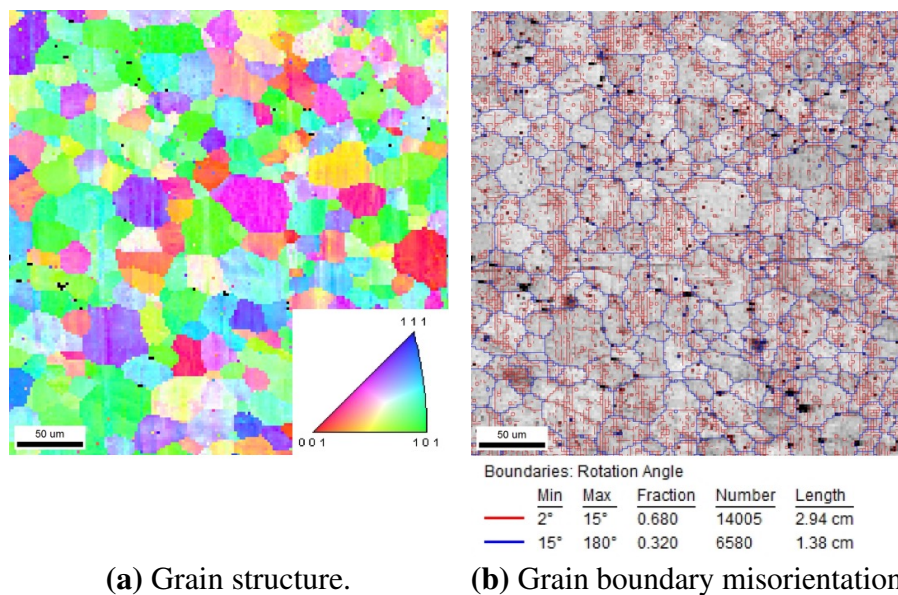 1 1 1
0 0 1
1 0 1
50 um
50 um
Boundaries: Rotation Angle
Min Max Fraction Number Length
2° 15° 0.680 14005 2.94 cm
15° 180° 0.320 6580 1.38 cm
(a) Grain structure.
(b) Grain boundary misorientation